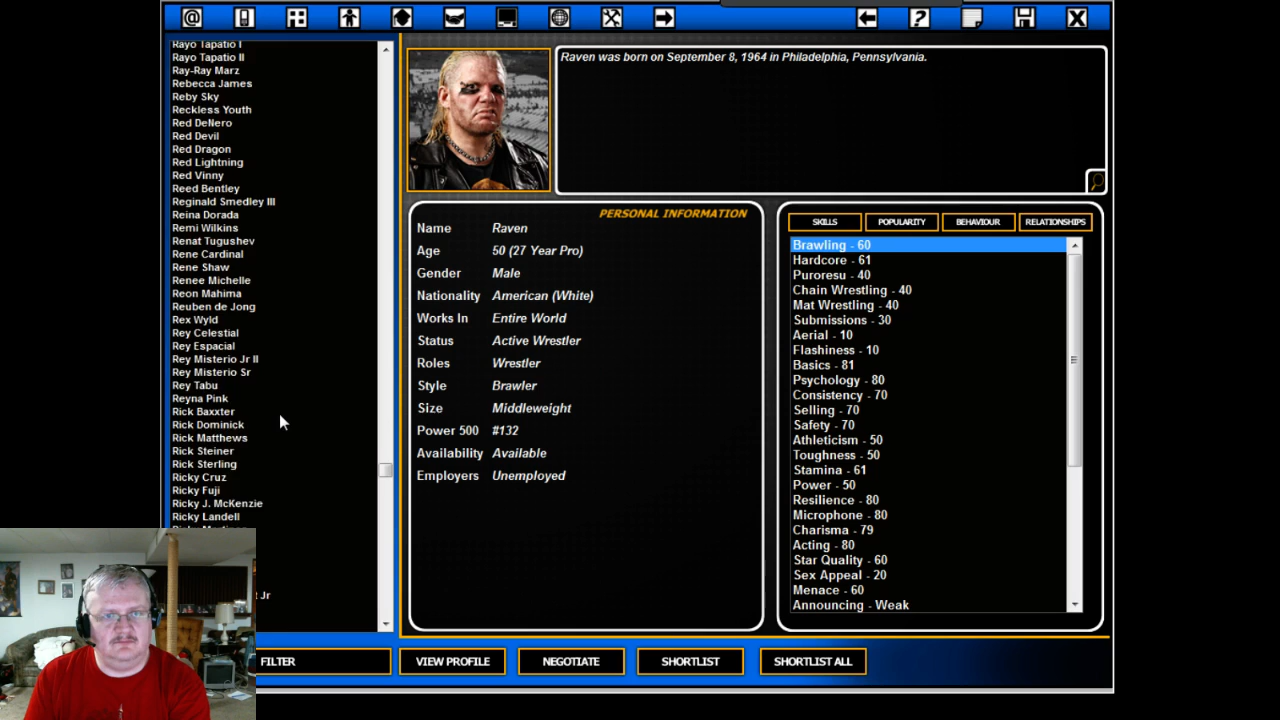 Rayo Tapatio I
Rayo Tapatio II
Ray-Ray Marz
Rebecca James
Reby Sky
Reckless Youth
Red DeNero
Red Devil
Red Dragon
Red Lightning
Red Vinny
Reed Bentley
Reginald Smedley III
Reina Dorada
Remi Wilkins
Renat Tugushev
Rene Cardinal
Rene Shaw
Renee Michelle
Reon Mahima
Reuben de Jong
Rex Wyld
Rey Celestial
Rey Espacial
Rey Misterio Jr II
Rey Misterio Sr
Rey Tabu
Reyna Pink
Rick Baxxter
Rick Dominick
Rick Matthews
Rick Steiner
Rick Sterling
Ricky Cruz
Ricky Fuji
Ricky J. McKenzie
Ricky Landell
t Jr
FILTER
Raven was born on September 8, 1964 in Philadelphia, Pennsylvania.
PERSONAL INFORMATION
Name Raven
Age 50 (27 Year Pro)
Gender Male
Nationality American (White)
Works In Entire World
Status Active Wrestler
Roles Wrestler
Style Brawler
Size Middleweight
Power 500 #132
Availability Available
Employers Unemployed
SKILLS POPULARITY BEHAVIOUR RELATIONSHIPS
Brawling - 60
Hardcore - 61
Puroresu - 40
Chain Wrestling - 40
Mat Wrestling - 40
Submissions - 30
Aerial - 10
Flashiness - 10
Basics - 81
Psychology - 80
Consistency - 70
Selling - 70
Safety - 70
Athleticism - 50
Toughness - 50
Stamina - 61
Power - 50
Resilience - 80
Microphone - 80
Charisma - 79
Acting - 80
Star Quality - 60
Sex Appeal - 20
Menace - 60
Announcing - Weak
VIEW PROFILE NEGOTIATE SHORTLIST SHORTLIST ALL